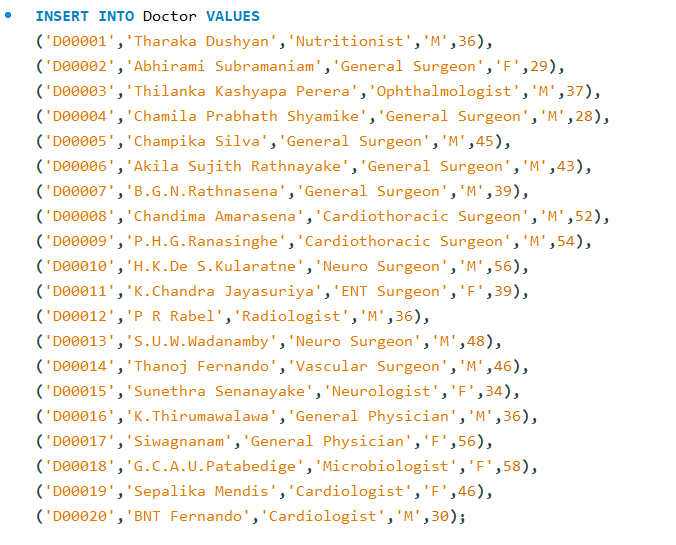 INSERT INTO Doctor VALUES
('D00001','Tharaka Dushyan','Nutritionist','M',36),
('D00002','Abhirami Subramaniam','General Surgeon','F',29),
('D00003','Thilanka Kashyapa Perera','Ophthalmologist','M',37),
('D00004','Chamila Prabhath Shyamike','General Surgeon','M',28),
('D00005','Champika Silva','General Surgeon','M',45),
('D00006','Akila Sujith Rathnayake','General Surgeon','M',43),
('D00007','B.G.N.Rathnasena','General Surgeon','M',39),
('D00008','Chandima Amarasena','Cardiothoracic Surgeon','M',52),
('D00009','P.H.G.Ranasinghe','Cardiothoracic Surgeon','M',54),
('D00010','H.K.De S.Kularatne','Neuro Surgeon','M',56),
('D00011','K.Chandra Jayasuriya','ENT Surgeon','F',39),
('D00012','P R Rabel','Radiologist','M',36),
('D00013','S.U.W.Wadanamby','Neuro Surgeon','M',48),
('D00014','Thanoj Fernando','Vascular Surgeon','M',46),
('D00015','Sunethra Senanayake','Neurologist','F',34),
('D00016','K.Thirumawalawa','General Physician','M',36),
('D00017','Siwagnanam','General Physician','F',56),
('D00018','G.C.A.U.Patabedige','Microbiologist','F',58),
('D00019','Sepalika Mendis','Cardiologist','F',46),
('D00020','BNT Fernando','Cardiologist','M',30);